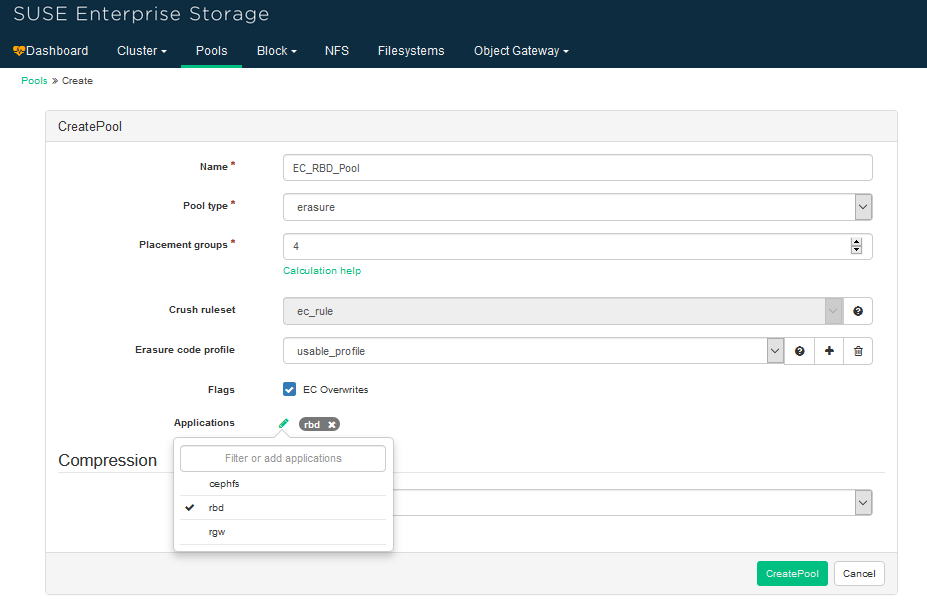 SUSE Enterprise Storage
Dashboard Cluster Pools Block NFS Filesystems Object Gateway
Pools » Create
CreatePool
Name * EC_RBD_Pool
Pool type * erasure
Placement groups * 4
Calculation help
Crush ruleset ec_rule
Erasure code profile usable_profile
Flags EC Overwrites
Applications rbd
Filter or add applications
Compression
cephfs
rbd
rgw
CreatePool Cancel